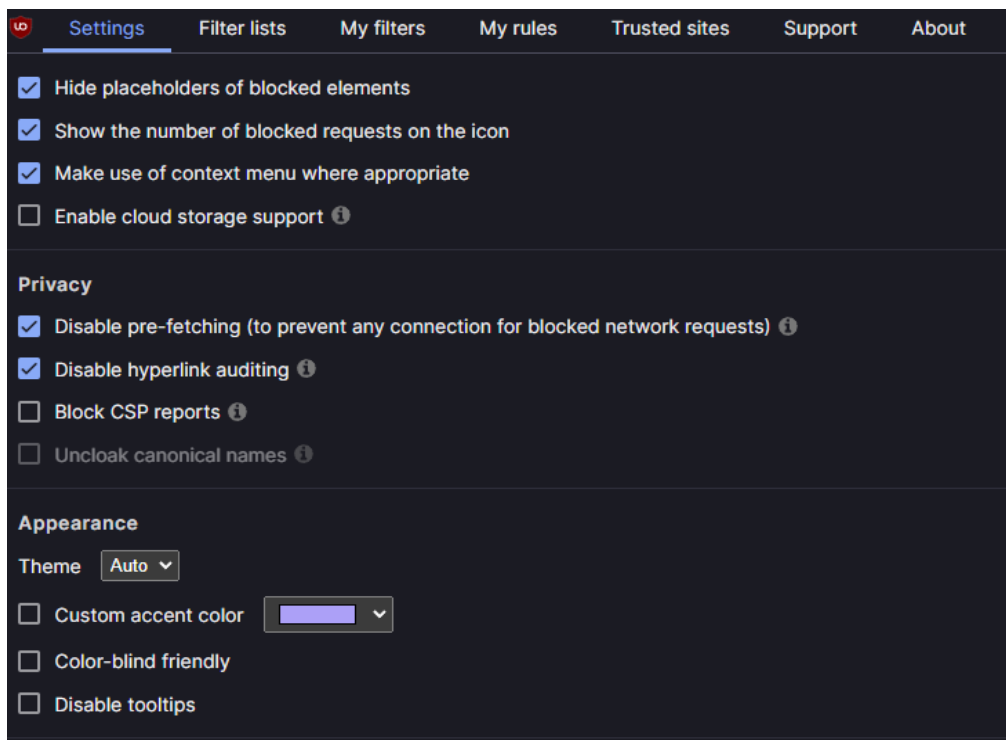 Settings Filter lists My filters My rules Trusted sites Support About
Hide placeholders of blocked elements
Show the number of blocked requests on the icon
Make use of context menu where appropriate
Enable cloud storage support
Privacy
Disable pre-fetching (to prevent any connection for blocked network requests)
Disable hyperlink auditing
Block CSP reports
Uncloak canonical names
Appearance
Theme Auto
Custom accent color
Color-blind friendly
Disable tooltips